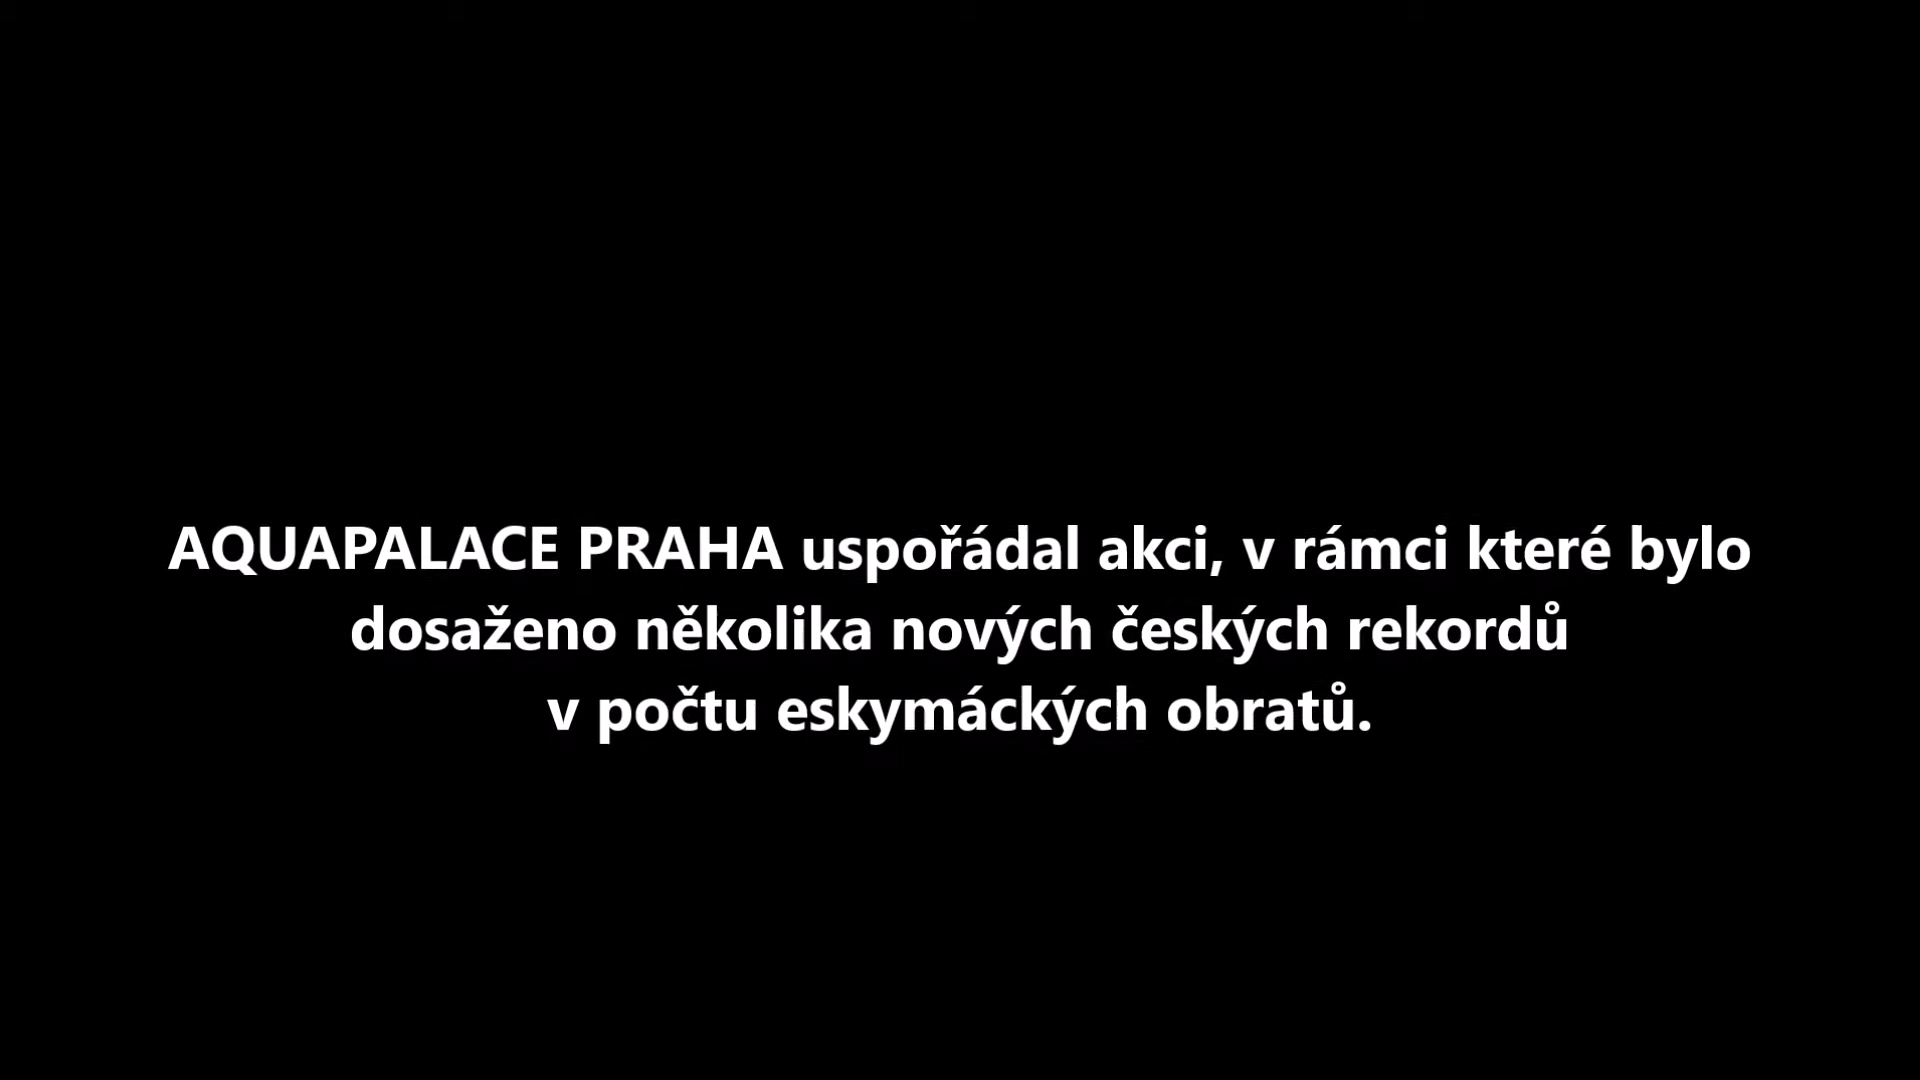 AQUAPALACE PRAHA uspořádal akci, v rámci které bylo
dosaženo několika nových českých rekordů
v počtu eskymáckých obratů.